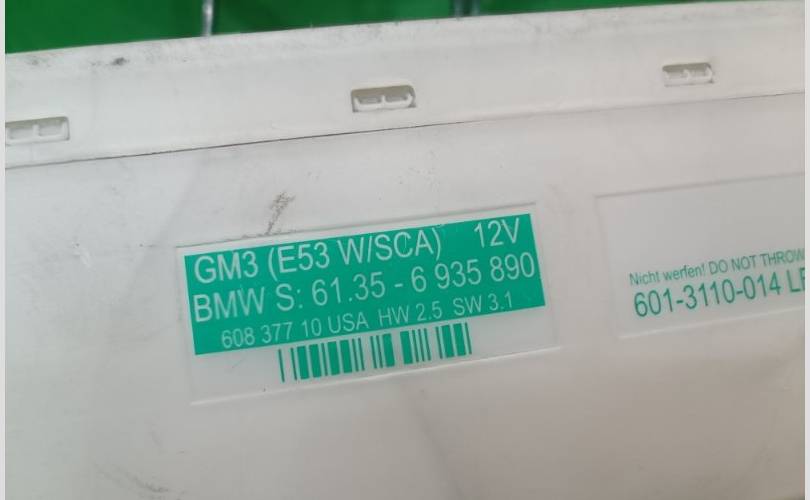 GM3 (E53 W/SCA) 12V
BMW S: 61.35 - 6 935 890
608 377 10 USA HW 2.5 SW 3.1
Nicht werfen! DO NOT THROW
601-3110-014